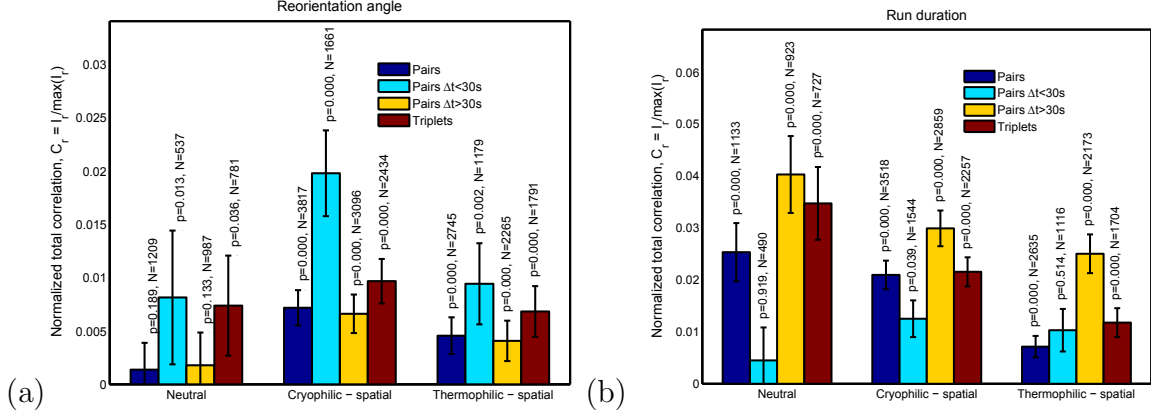 Reorientation angle
Normalized total correlation, C_r = I_r/max(I_r)
0.03
0.025
0.02
0.015
0.01
0.005
0
Pairs
Pairs Δt<30s
Pairs Δt>30s
Triplets
p=0.189, N=1209
p=0.013, N=537
p=0.133, N=987
p=0.036, N=781
p=0.000, N=3817
p=0.000, N=1661
p=0.000, N=3096
p=0.000, N=2434
p=0.000, N=2745
p=0.002, N=1179
p=0.000, N=2265
p=0.000, N=1791
Neutral
Cryophilic − spatial
Thermophilic − spatial
(a)
Run duration
Normalized total correlation, C_r = I_r/max(I_r)
0.06
0.05
0.04
0.03
0.02
0.01
0
Pairs
Pairs Δt<30s
Pairs Δt>30s
Triplets
p=0.000, N=1133
p=0.919, N=490
p=0.000, N=923
p=0.000, N=727
p=0.000, N=3518
p=0.039, N=1544
p=0.000, N=2859
p=0.000, N=2257
p=0.000, N=2635
p=0.514, N=1116
p=0.000, N=2173
p=0.000, N=1704
Neutral
Cryophilic − spatial
Thermophilic − spatial
(b)